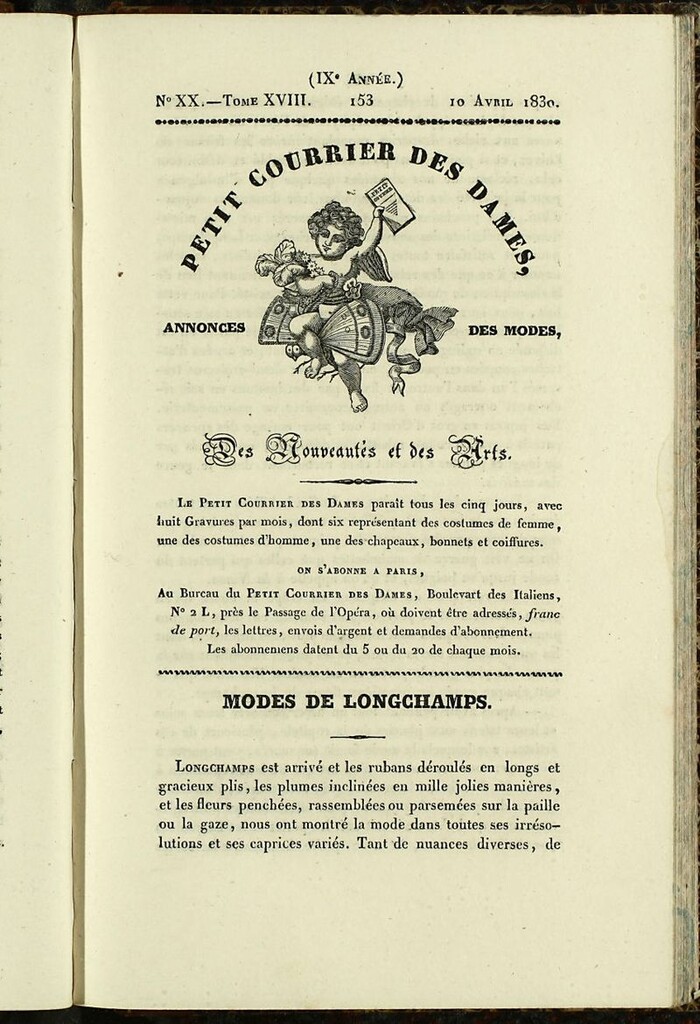 (IXe Année.)
No XX.—Tome XVIII. 153 10 Avril 1830.
PETIT COURRIER DES DAMES,
PETIT
ANNONCES DES MODES,
Des Nouveautés et des Arts.
Le Petit Courrier des Dames paraît tous les cinq jours, avec
huit Gravures par mois, dont six représentant des costumes de femme,
une des costumes d'homme, une des chapeaux, bonnets et coiffures.
ON S'ABONNE A PARIS,
Au Bureau du Petit Courrier des Dames, Boulevart des Italiens,
No 2 L, près le Passage de l'Opéra, où doivent être adressés, franc
de port, les lettres, envois d'argent et demandes d'abonnement.
Les abonnemens datent du 5 ou du 20 de chaque mois.
MODES DE LONGCHAMPS.
Longchamps est arrivé et les rubans déroulés en longs et
gracieux plis, les plumes inclinées en mille jolies manières,
et les fleurs penchées, rassemblées ou parsemées sur la paille
ou la gaze, nous ont montré la mode dans toutes ses irréso-
lutions et ses caprices variés. Tant de nuances diverses, de